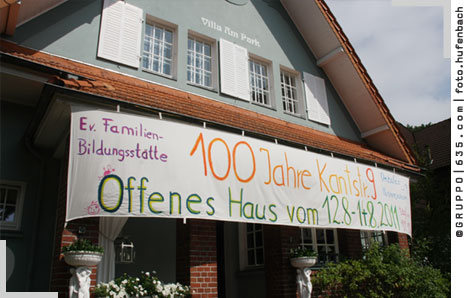 Villa Am Park
Ev. Familien-
Bildungsstätte
100 Jahre Kantstr. 9
Offenes Haus vom 12.8.-14.8.2011
©GRUPPO|635.com | foto.hufenbach